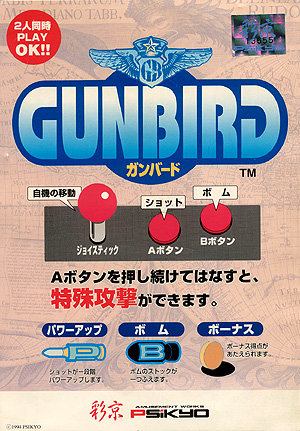 2人同時
PLAY
OK!!
彩京
GB
GUNBIRD
ガンバード
TM
自機の移動
ショット
ボム
ジョイスティック
Aボタン
Bボタン
Aボタンを押し続けてはなすと、
特殊攻撃ができます。
パワーアップ
ボム
ボーナス
P
B
ショットが一段階
パワーアップします。
ボムのストックが
一つふえます。
ボーナス得点が
あたえられます。
彩京
AMUSEMENT WORKS
PSIKYO
©1994 PSIKYO